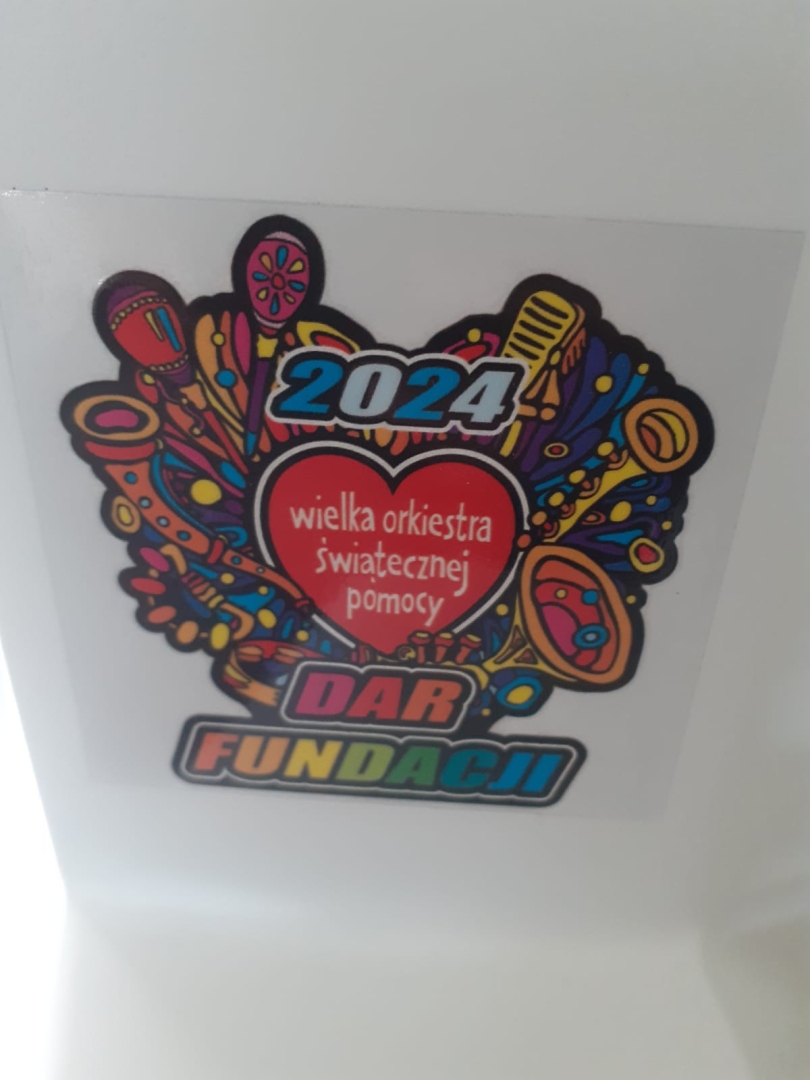 2024
wielka orkiestra
świątecznej
pomocy
DAR
FUNDACJI